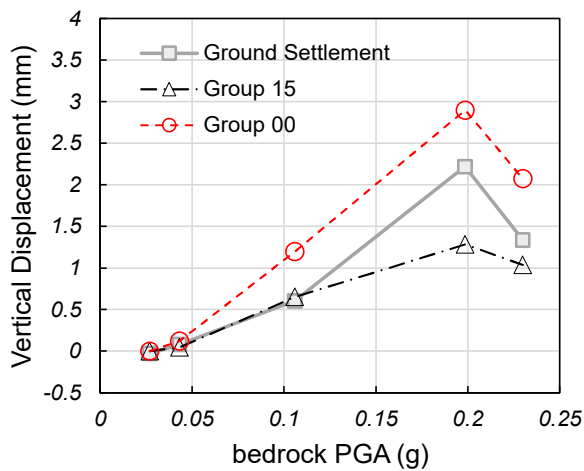 4
3.5
3
2.5
2
1.5
1
0.5
0
-0.5
Vertical Displacement (mm)
Ground Settlement
Group 15
Group 00
0 0.05 0.1 0.15 0.2 0.25
bedrock PGA (g)